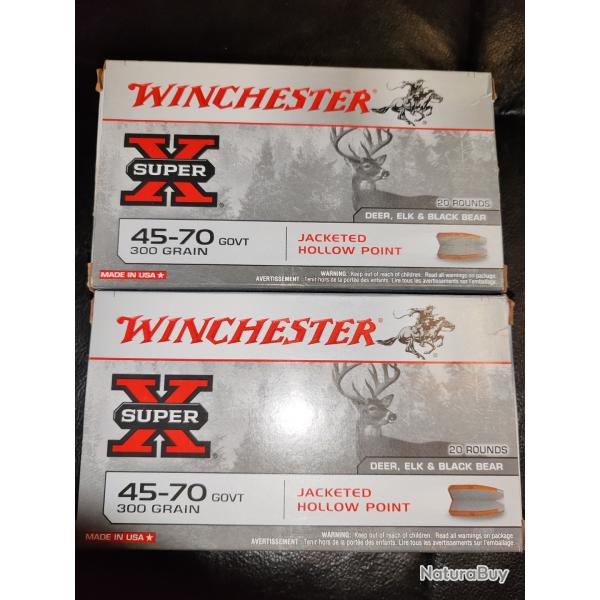 WINCHESTER
®
X
SUPER
®
20 ROUNDS
DEER, ELK & BLACK BEAR
45-70 GOVT
300 GRAIN
JACKETED
HOLLOW POINT
MADE IN USA★
WARNING: Keep out of reach of children. Read all warnings on package.
AVERTISSEMENT : Tenir hors de la portée des enfants. Lire tous les avertissements sur l'emballage.
WINCHESTER
®
X
SUPER
®
20 ROUNDS
DEER, ELK & BLACK BEAR
45-70 GOVT
300 GRAIN
JACKETED
HOLLOW POINT
MADE IN USA★
WARNING: Keep out of reach of children. Read all warnings on package.
AVERTISSEMENT : Tenir hors de la portée des enfants. Lire tous les avertissements sur l'emballage.
NaturaBuy